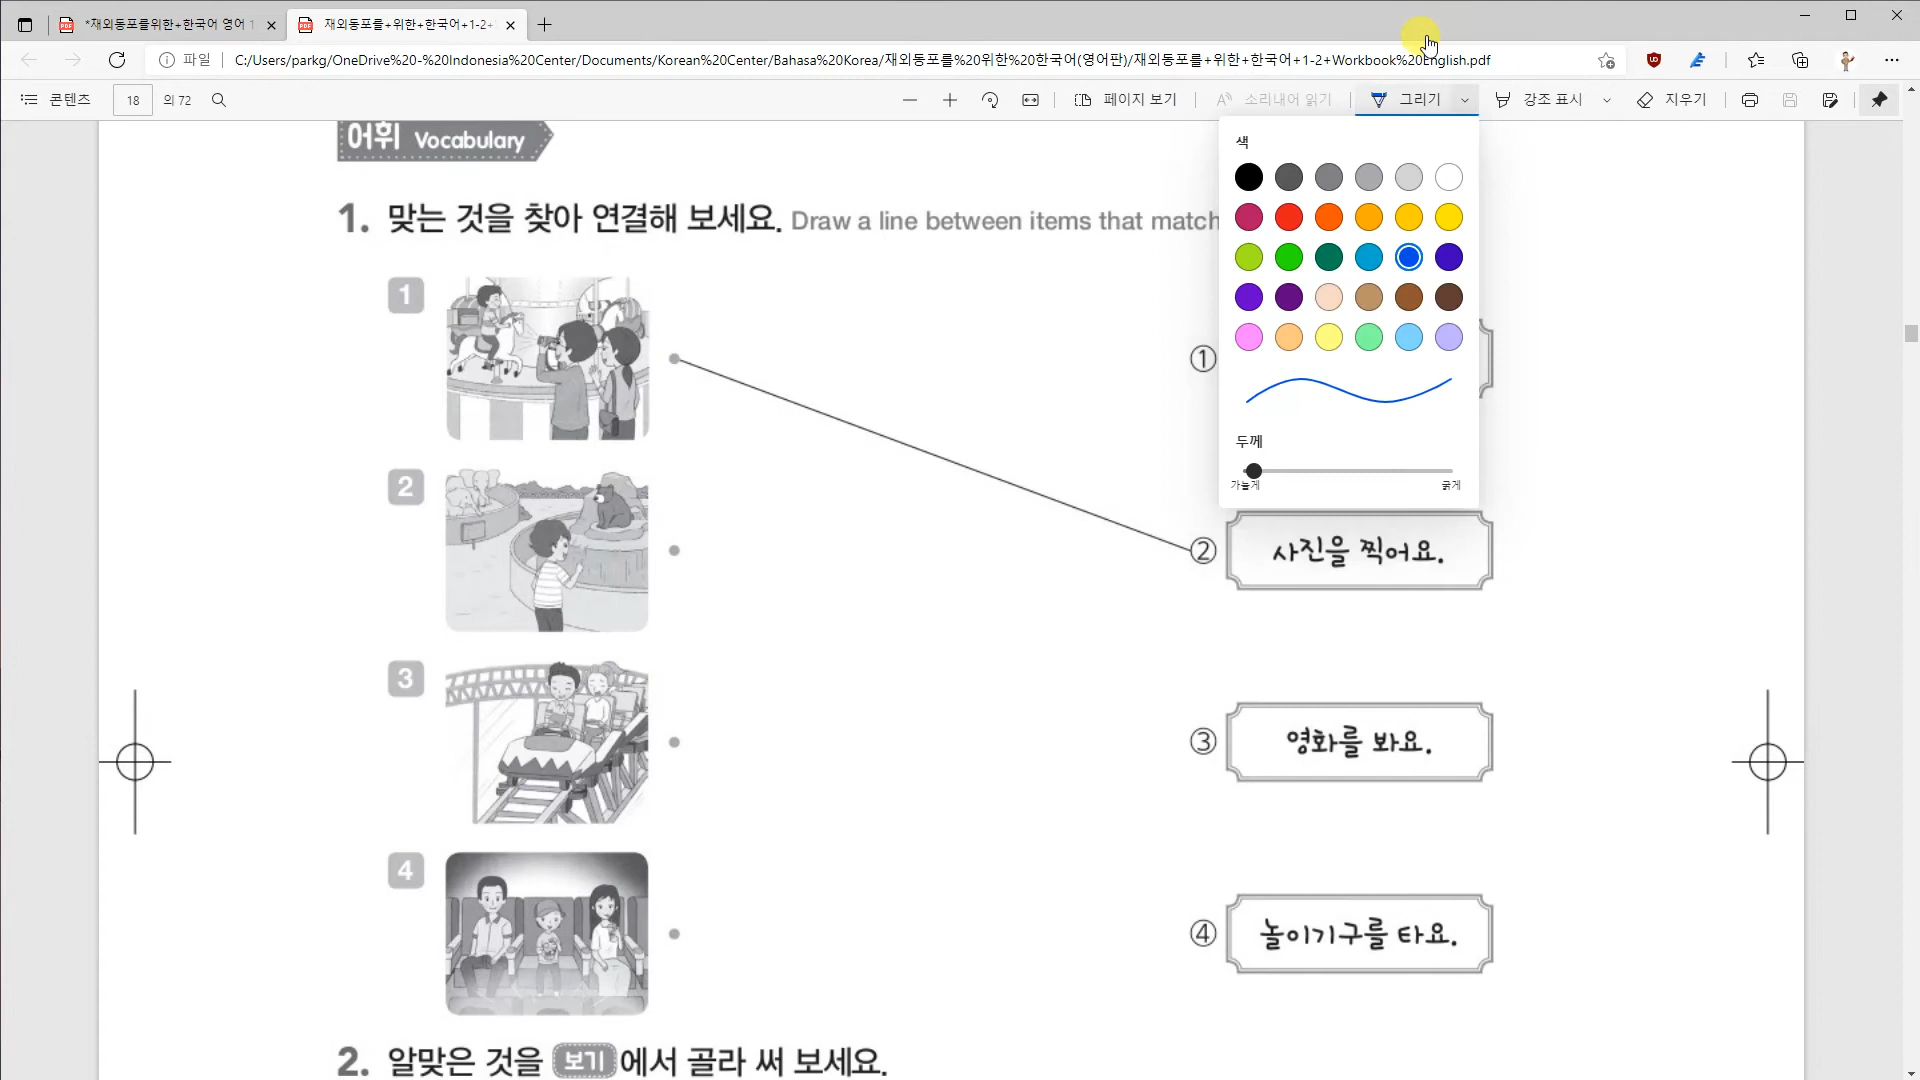 *재외동포를위한+한국어 영어 1
재외동포를+위한+한국어+1-2+
파일
C:/Users/parkg/OneDrive%20-%20Indonesia%20Center/Documents/Korean%20Center/Bahasa%20Korea/재외동포를%20위한%20한국어(영어판)/재외동포를+위한+한국어+1-2+Workbook%20English.pdf
콘텐츠 18 의 72 페이지 보기 소리내어 읽기 그리기 강조 표시 지우기
어휘 Vocabulary
색
1. 맞는 것을 찾아 연결해 보세요. Draw a line between items that match
1
①
두께
가늘게 굵게
2
② 사진을 찍어요.
3
③ 영화를 봐요.
4
④ 놀이기구를 타요.
2. 알맞은 것을 보기 에서 골라 써 보세요.